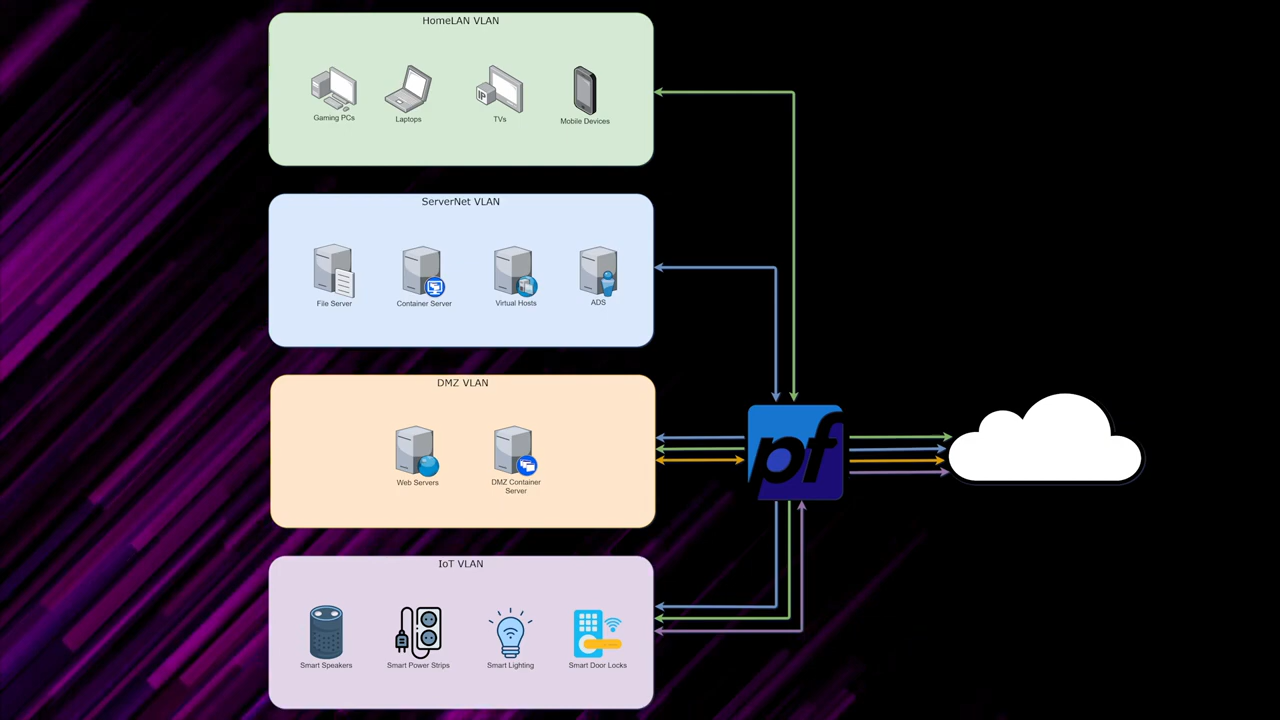 HomeLAN VLAN
Gaming PCs
Laptops
IP
TVs
Mobile Devices
ServerNet VLAN
File Server
Container Server
Virtual Hosts
ADS
DMZ VLAN
Web Servers
DMZ Container
Server
pf
IoT VLAN
Smart Speakers
Smart Power Strips
Smart Lighting
Smart Door Locks